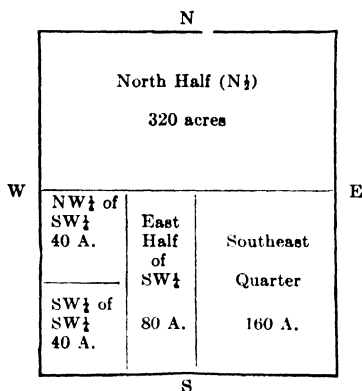 N
North Half (N½)
320 acres
W
E
NW¼ of
SW¼
40 A.
SW¼ of
SW¼
40 A.
East
Half
of
SW¼
80 A.
Southeast
Quarter
160 A.
S